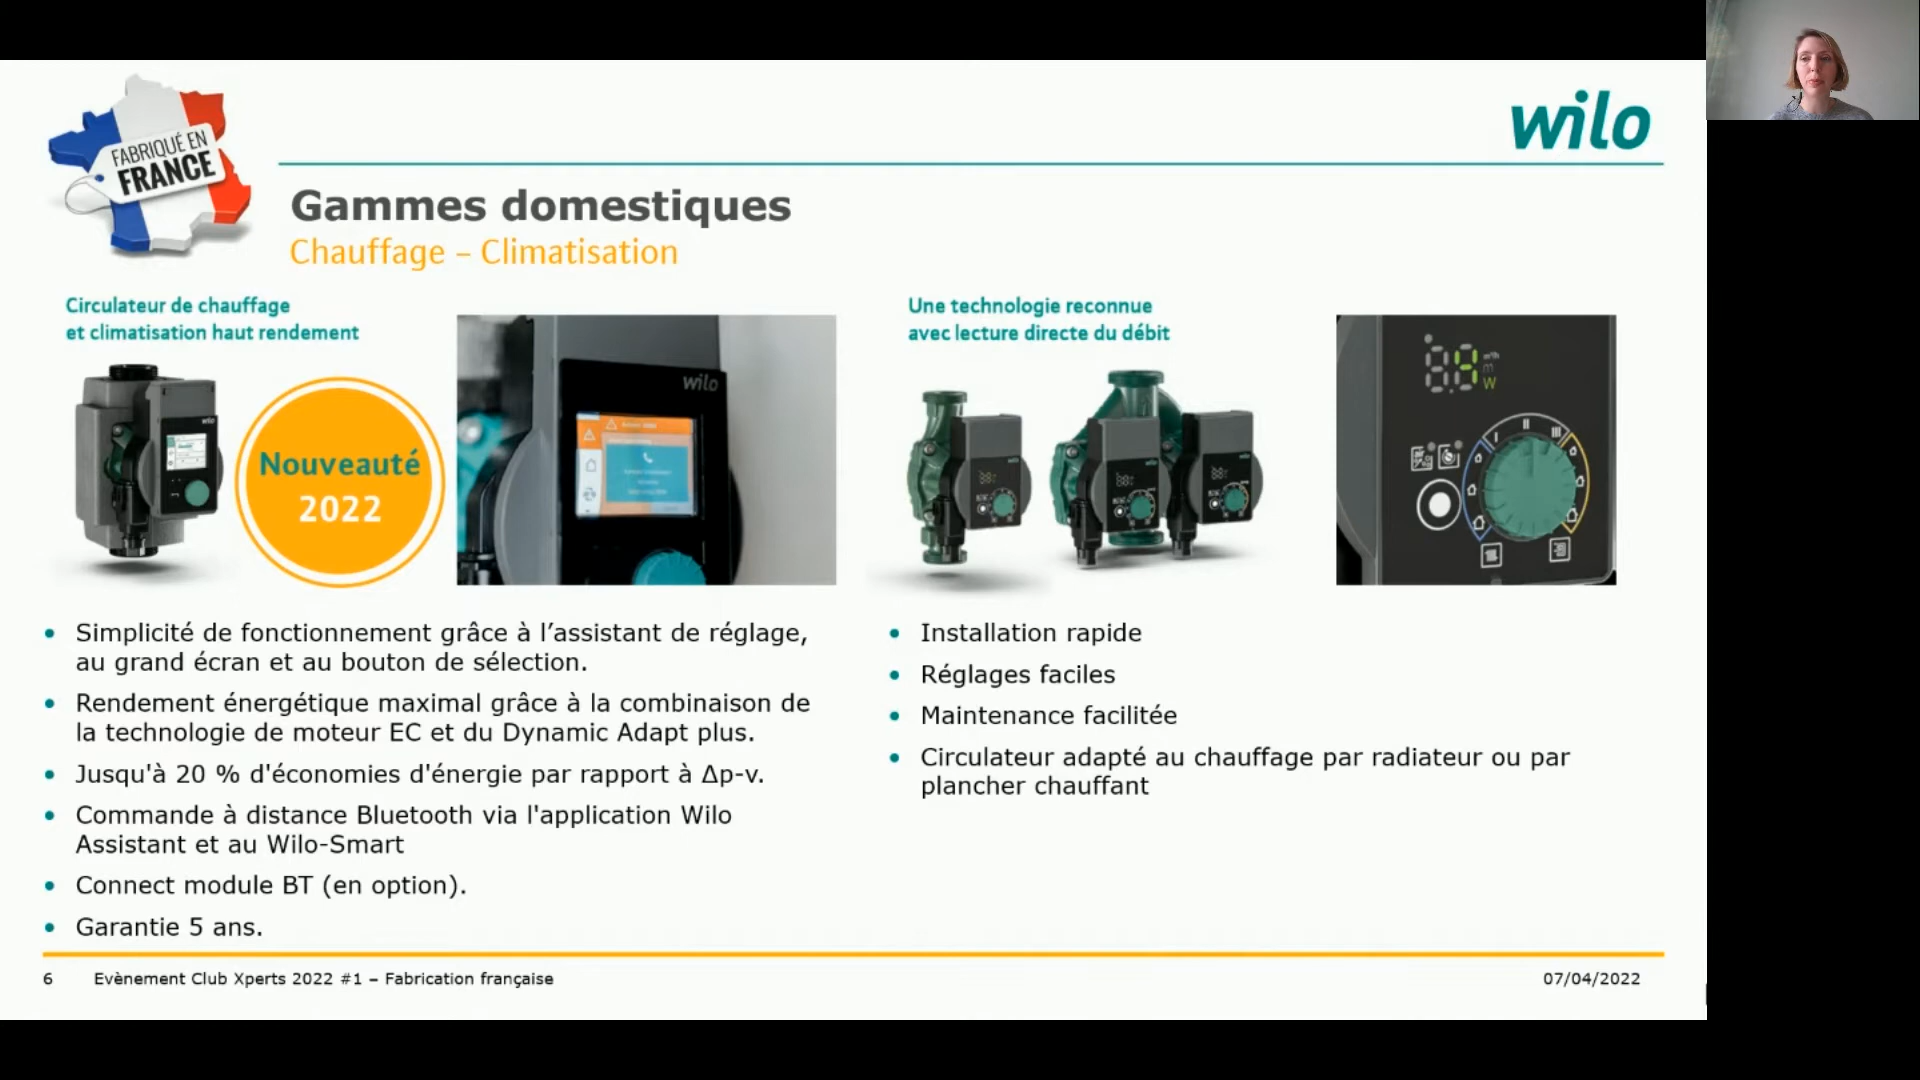 FABRIQUÉ EN
FRANCE
wilo
Gammes domestiques
Chauffage – Climatisation
Circulateur de chauffage
et climatisation haut rendement
Nouveauté
2022
wilo
Une technologie reconnue
avec lecture directe du débit
m³/h
m
W
I
II
III
• Simplicité de fonctionnement grâce à l’assistant de réglage,
au grand écran et au bouton de sélection.
• Rendement énergétique maximal grâce à la combinaison de
la technologie de moteur EC et du Dynamic Adapt plus.
• Jusqu'à 20 % d'économies d'énergie par rapport à Δp-v.
• Commande à distance Bluetooth via l'application Wilo
Assistant et au Wilo-Smart
• Connect module BT (en option).
• Garantie 5 ans.
• Installation rapide
• Réglages faciles
• Maintenance facilitée
• Circulateur adapté au chauffage par radiateur ou par
plancher chauffant
6 Evènement Club Xperts 2022 #1 – Fabrication française
07/04/2022